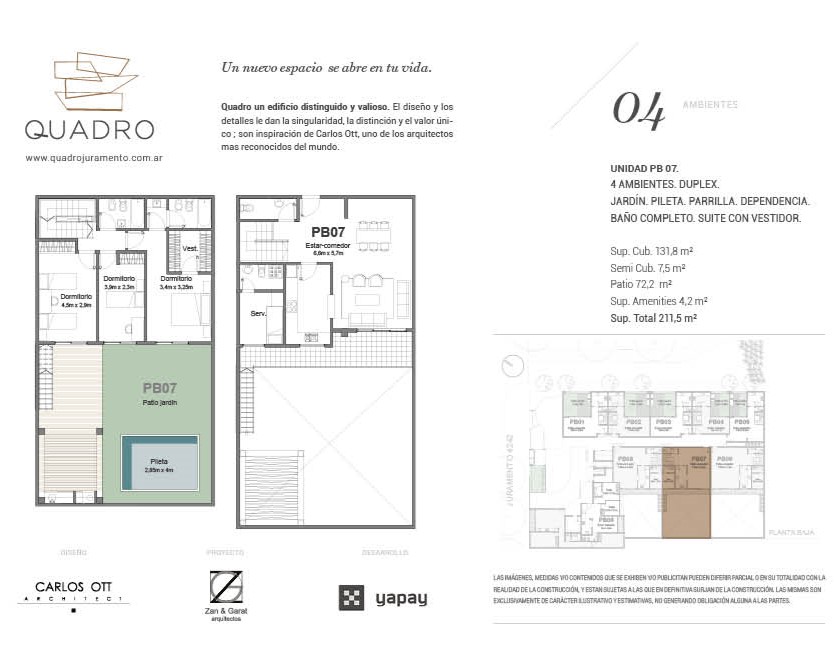 QUADRO
www.quadrojuramento.com.ar
Un nuevo espacio se abre en tu vida.
Quadro un edificio distinguido y valioso. El diseño y los
detalles le dan la singularidad, la distinción y el valor úni-
co ; son inspiración de Carlos Ott, uno de los arquitectos
mas reconocidos del mundo.
04 AMBIENTES
UNIDAD PB 07.
4 AMBIENTES. DUPLEX.
JARDÍN. PILETA. PARRILLA. DEPENDENCIA.
BAÑO COMPLETO. SUITE CON VESTIDOR.
Sup. Cub. 131,8 m²
Semi Cub. 7,5 m²
Patio 72,2 m²
Sup. Amenities 4,2 m²
Sup. Total 211,5 m²
Vest.
Dormitorio
4.5m x 2,9m
Dormitorio
3,9m x 2,3m
Dormitorio
3,4m x 3,25m
PB07
Patio jardín
Pileta
2,85m x 4m
PB07
Estar-comedor
6,6m x 5,7m
Serv.
PB01
PB02
PB03
PB04
PB05
PB07
JURAMENTO 4242
PLANTA BAJA
DISEÑO
PROYECTO
DESARROLLO
CARLOS OTT
ARCHITECT
Zan & Garat
arquitectos
yapay
LAS IMÁGENES, MEDIDAS Y/O CONTENIDOS QUE SE EXHIBEN Y/O PUBLICITAN PUEDEN DIFERIR PARCIAL O EN SU TOTALIDAD CON LA
REALIDAD DE LA CONSTRUCCIÓN, Y ESTAN SUJETAS A LAS QUE EN DEFINITIVA SURJAN DE LA CONSTRUCCIÓN. LAS MISMAS SON
EXCLUSIVAMENTE DE CARÁCTER ILUSTRATIVO Y ESTIMATIVAS, NO GENERANDO OBLIGACIÓN ALGUNA A LAS PARTES.